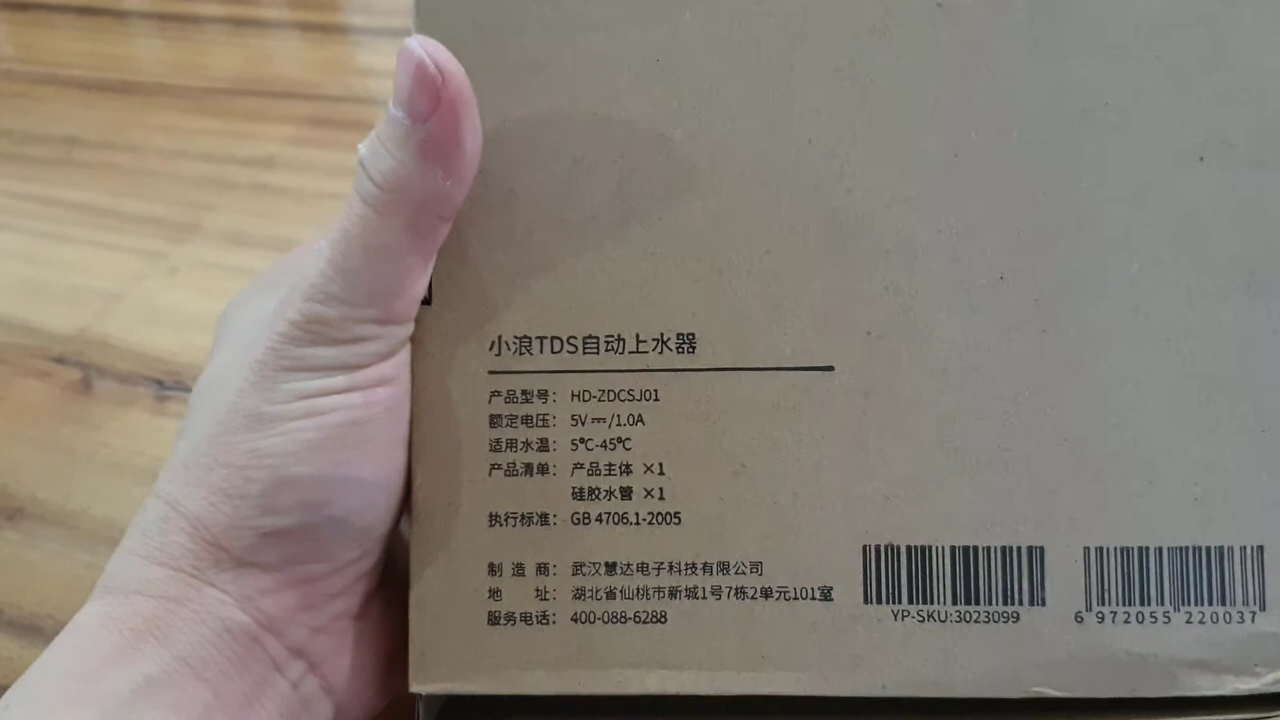 小浪TDS自动上水器
产品型号： HD-ZDCSJ01
额定电压： 5V⎓/1.0A
适用水温： 5℃-45℃
产品清单： 产品主体 ×1
硅胶水管 ×1
执行标准： GB 4706.1-2005
制 造 商： 武汉慧达电子科技有限公司
地 址： 湖北省仙桃市新城1号7栋2单元101室
服务电话： 400-088-6288
YP-SKU:3023099
6 972055 220037